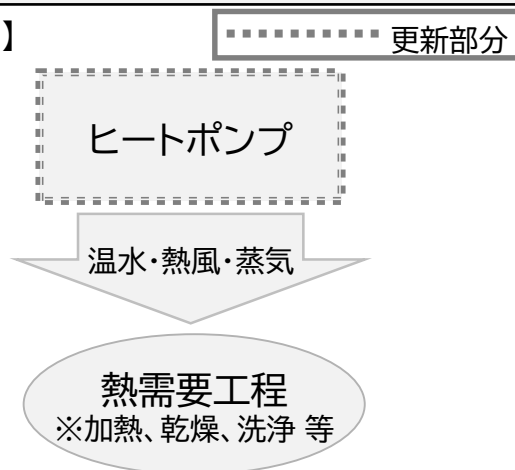 】
更新部分
ヒートポンプ
温水・熱風・蒸気
熱需要工程
※加熱、乾燥、洗浄 等